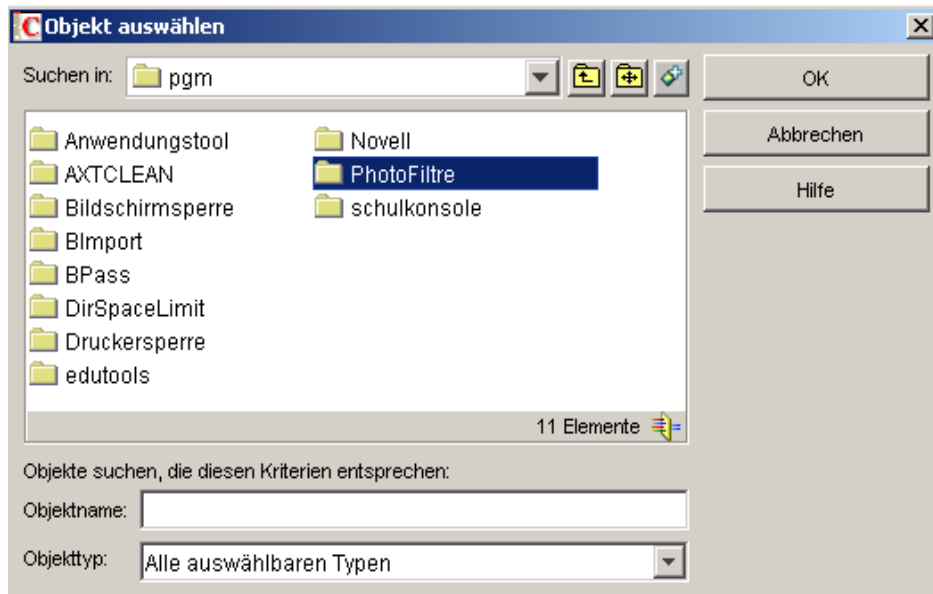 C Objekt auswählen
Suchen in: pgm
OK
Abbrechen
Hilfe
Anwendungstool
AXTCLEAN
Bildschirmsperre
BImport
BPass
DirSpaceLimit
Druckersperre
edutools
Novell
PhotoFiltre
schulkonsole
11 Elemente
Objekte suchen, die diesen Kriterien entsprechen:
Objektname:
Objekttyp: Alle auswählbaren Typen